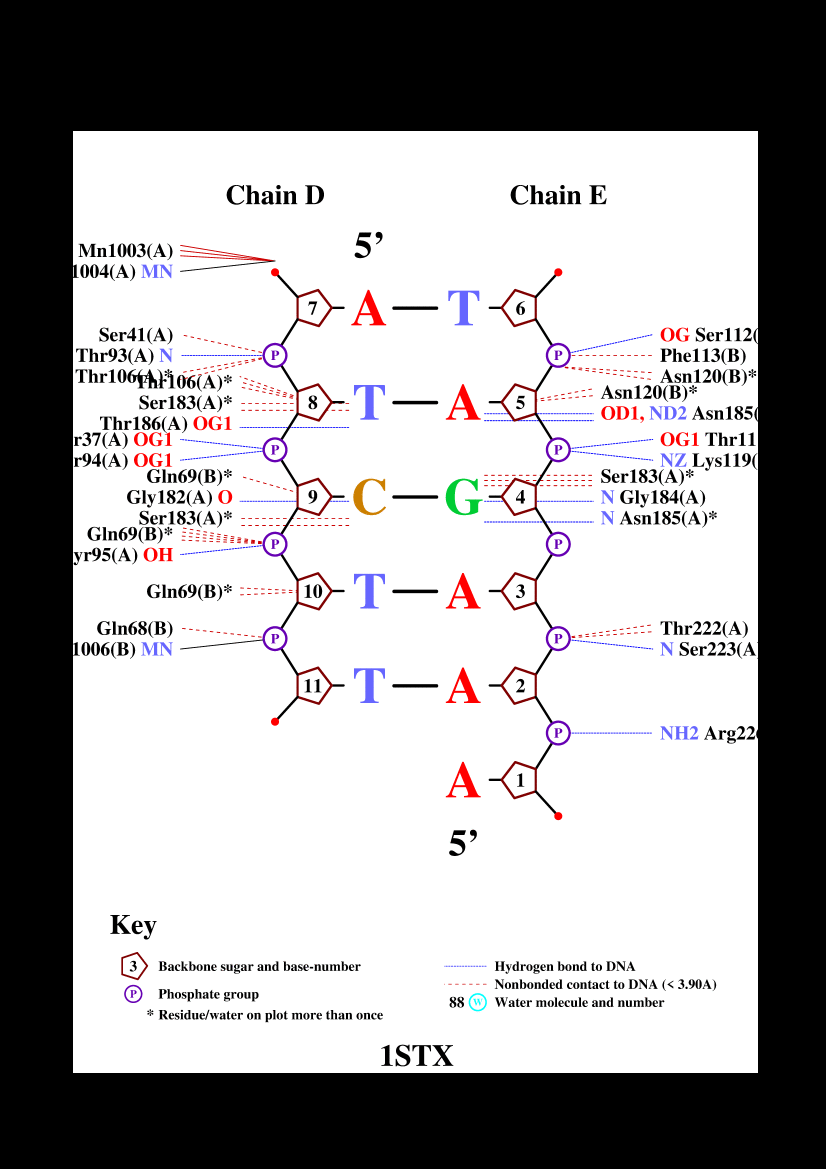 Chain D
Chain E
5’
Mn1003(A)
1004(A) MN
7 A T 6
Ser41(A)
P
P
OG Ser112(
Thr93(A) N
Phe113(B)
Thr106(A)*
Asn120(B)*
Thr106(A)*
Asn120(B)*
Ser183(A)*
8 T A 5
OD1, ND2 Asn185(
Thr186(A) OG1
r37(A) OG1
P
P
OG1 Thr11
r94(A) OG1
NZ Lys119(
Gln69(B)*
Ser183(A)*
Gly182(A) O
9 C G 4
N Gly184(A)
Ser183(A)*
N Asn185(A)*
Gln69(B)*
P
P
yr95(A) OH
Gln69(B)*
10 T A 3
Gln68(B)
P
P
Thr222(A)
1006(B) MN
N Ser223(A)
11 T A 2
P
NH2 Arg22(
A 1
5’
Key
3 Backbone sugar and base-number
P Phosphate group
* Residue/water on plot more than once
Hydrogen bond to DNA
Nonbonded contact to DNA (< 3.90A)
88 W Water molecule and number
1STX